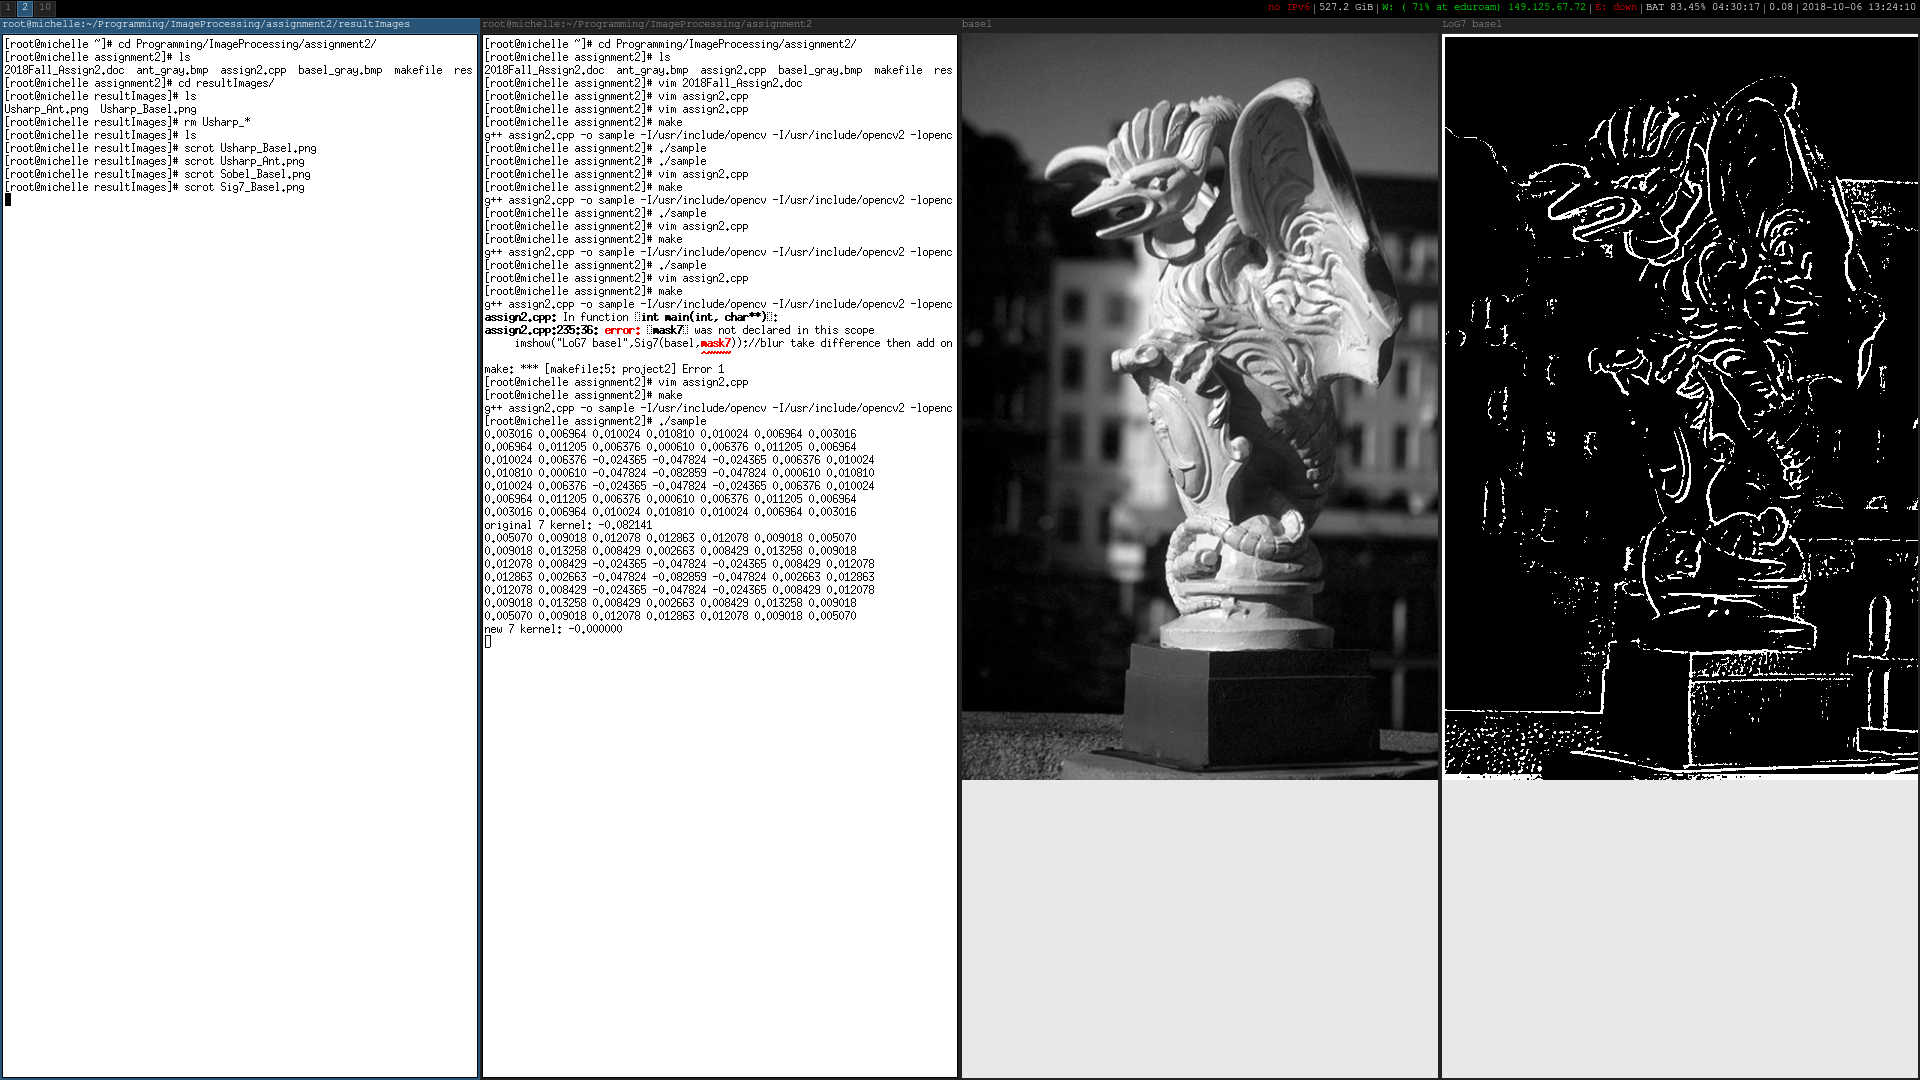 1 2 10
no IPv6|527.2 GiB|W: ( 71% at eduroam) 149.125.67.72|E: down|BAT 83.45% 04:30:17|0.08|2018-10-06 13:24:10
root@michelle:~/Programming/ImageProcessing/assignment2/resultImages
[root@michelle ~]# cd Programming/ImageProcessing/assignment2/
[root@michelle assignment2]# ls
2018Fall_Assign2.doc  ant_gray.bmp  assign2.cpp  basel_gray.bmp  makefile  res
[root@michelle assignment2]# cd resultImages/
[root@michelle resultImages]# ls
Usharp_Ant.png  Usharp_Basel.png
[root@michelle resultImages]# rm Usharp_*
[root@michelle resultImages]# ls
[root@michelle resultImages]# scrot Usharp_Basel.png
[root@michelle resultImages]# scrot Usharp_Ant.png
[root@michelle resultImages]# scrot Sobel_Basel.png
[root@michelle resultImages]# scrot Sig7_Basel.png
root@michelle:~/Programming/ImageProcessing/assignment2
[root@michelle ~]# cd Programming/ImageProcessing/assignment2/
[root@michelle assignment2]# ls
2018Fall_Assign2.doc  ant_gray.bmp  assign2.cpp  basel_gray.bmp  makefile  res
[root@michelle assignment2]# vim 2018Fall_Assign2.doc
[root@michelle assignment2]# vim assign2.cpp
[root@michelle assignment2]# vim assign2.cpp
[root@michelle assignment2]# make
g++ assign2.cpp -o sample -I/usr/include/opencv -I/usr/include/opencv2 -lopenc
[root@michelle assignment2]# ./sample
[root@michelle assignment2]# ./sample
[root@michelle assignment2]# vim assign2.cpp
[root@michelle assignment2]# make
g++ assign2.cpp -o sample -I/usr/include/opencv -I/usr/include/opencv2 -lopenc
[root@michelle assignment2]# ./sample
[root@michelle assignment2]# vim assign2.cpp
[root@michelle assignment2]# make
g++ assign2.cpp -o sample -I/usr/include/opencv -I/usr/include/opencv2 -lopenc
[root@michelle assignment2]# ./sample
[root@michelle assignment2]# vim assign2.cpp
[root@michelle assignment2]# make
g++ assign2.cpp -o sample -I/usr/include/opencv -I/usr/include/opencv2 -lopenc
assign2.cpp: In function int main(int, char**):
assign2.cpp:235:36: error: mask7 was not declared in this scope
imshow("LoG7 basel",Sig7(basel,mask7));//blur take difference then add on
^~~~~
make: *** [makefile:5: project2] Error 1
[root@michelle assignment2]# vim assign2.cpp
[root@michelle assignment2]# make
g++ assign2.cpp -o sample -I/usr/include/opencv -I/usr/include/opencv2 -lopenc
[root@michelle assignment2]# ./sample
0.003016 0.006964 0.010024 0.010810 0.010024 0.006964 0.003016
0.006964 0.011205 0.006376 0.000610 0.006376 0.011205 0.006964
0.010024 0.006376 -0.024365 -0.047824 -0.024365 0.006376 0.010024
0.010810 0.000610 -0.047824 -0.082859 -0.047824 0.000610 0.010810
0.010024 0.006376 -0.024365 -0.047824 -0.024365 0.006376 0.010024
0.006964 0.011205 0.006376 0.000610 0.006376 0.011205 0.006964
0.003016 0.006964 0.010024 0.010810 0.010024 0.006964 0.003016
original 7 kernel: -0.082141
0.005070 0.009018 0.012078 0.012863 0.012078 0.009018 0.005070
0.009018 0.013258 0.008429 0.002663 0.008429 0.013258 0.009018
0.012078 0.008429 -0.024365 -0.047824 -0.024365 0.008429 0.012078
0.012863 0.002663 -0.047824 -0.082859 -0.047824 0.002663 0.012863
0.012078 0.008429 -0.024365 -0.047824 -0.024365 0.008429 0.012078
0.009018 0.013258 0.008429 0.002663 0.008429 0.013258 0.009018
0.005070 0.009018 0.012078 0.012863 0.012078 0.009018 0.005070
new 7 kernel: -0.000000
basel
LoG7 basel